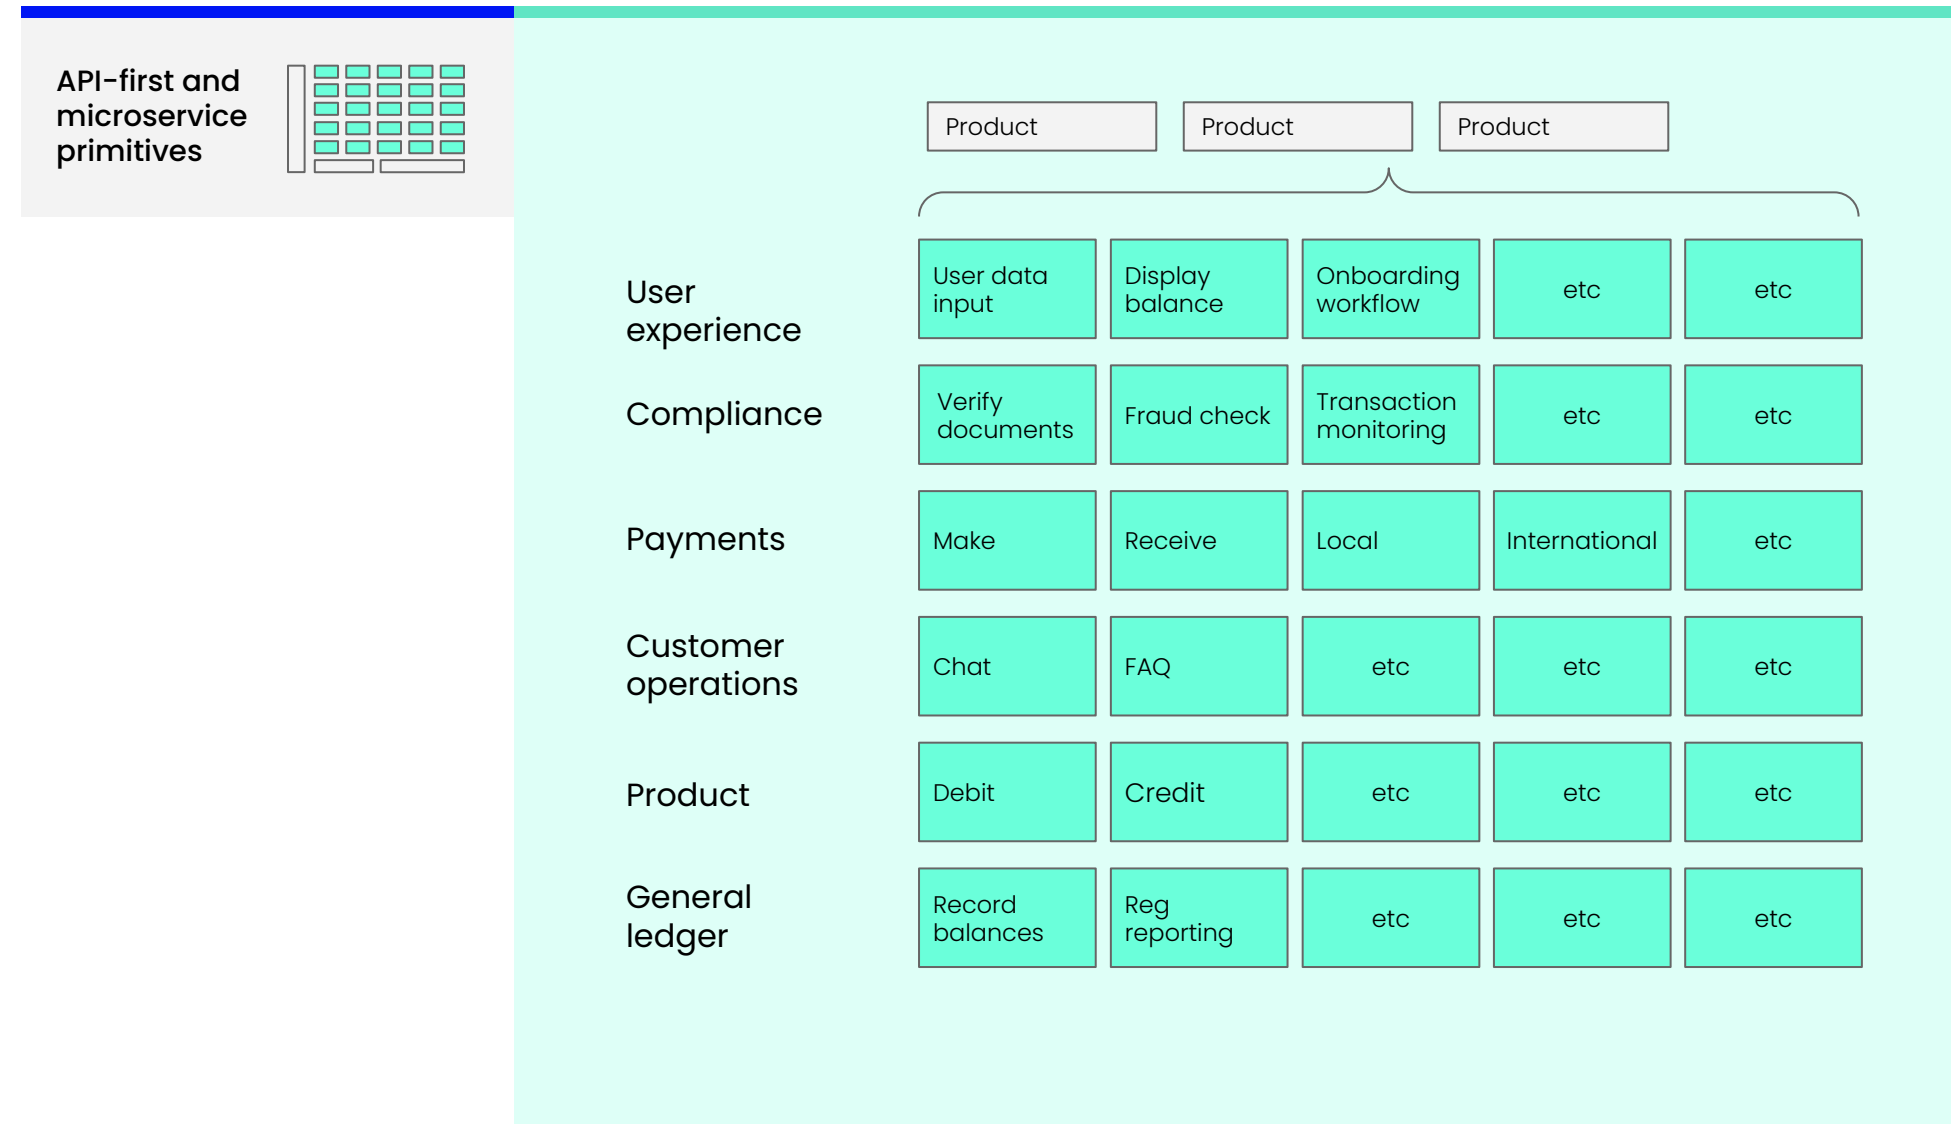 API-first and
microservice
primitives
Product
Product
Product
User
experience
User data
input
Display
balance
Onboarding
workflow
etc
etc
Compliance
Verify
documents
Fraud check
Transaction
monitoring
etc
etc
Payments
Make
Receive
Local
International
etc
Customer
operations
Chat
FAQ
etc
etc
etc
Product
Debit
Credit
etc
etc
etc
General
ledger
Record
balances
Reg
reporting
etc
etc
etc